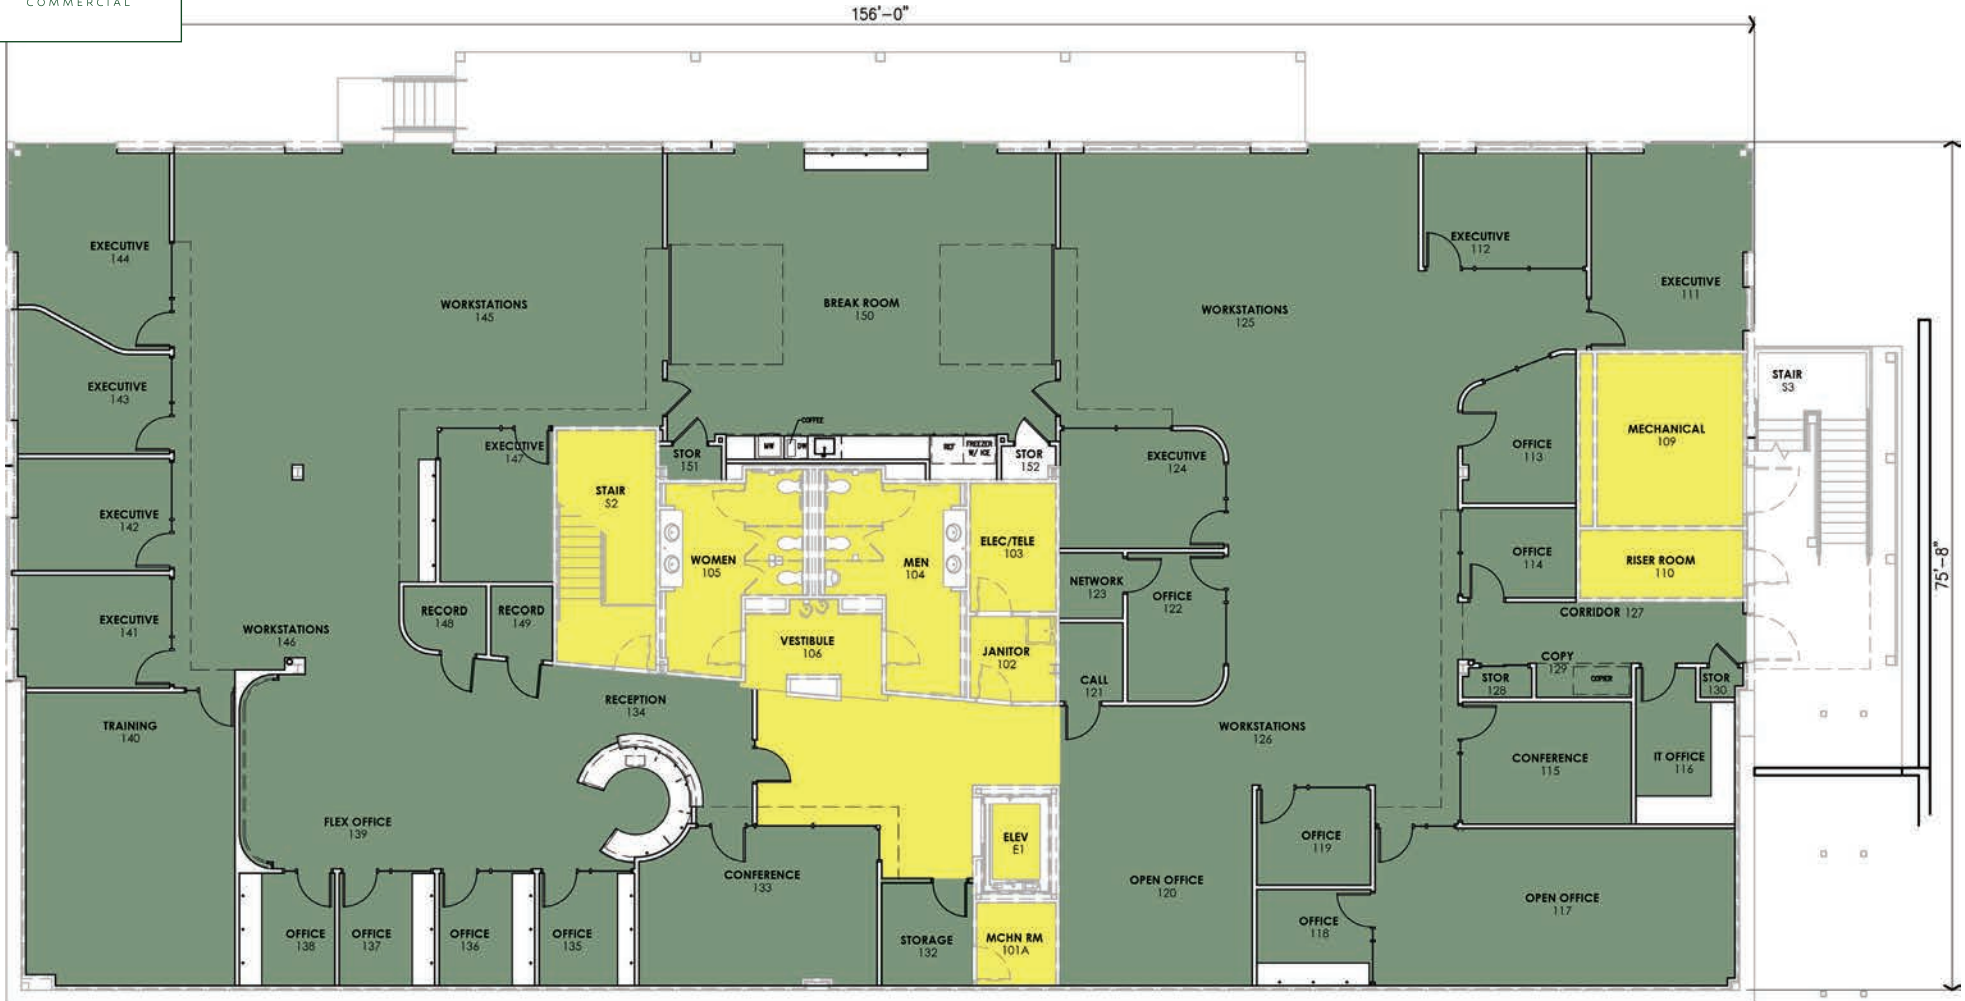 COMMERCIAL
156'-0"
75'-8"
EXECUTIVE
144
EXECUTIVE
143
EXECUTIVE
142
EXECUTIVE
141
TRAINING
140
WORKSTATIONS
145
WORKSTATIONS
146
EXECUTIVE
147
RECORD
148
RECORD
149
STAIR
S2
RECEPTION
134
FLEX OFFICE
139
OFFICE
138
OFFICE
137
OFFICE
136
OFFICE
135
BREAK ROOM
150
COFFEE
MW
DW
REF
FREEZER
W/ ICE
STOR
151
STOR
152
WOMEN
105
MEN
104
ELEC/TELE
103
VESTIBULE
106
JANITOR
102
CONFERENCE
133
STORAGE
132
ELEV
E1
MCHN RM
101A
WORKSTATIONS
125
EXECUTIVE
124
NETWORK
123
OFFICE
122
CALL
121
WORKSTATIONS
126
OPEN OFFICE
120
OFFICE
119
OFFICE
118
OPEN OFFICE
117
EXECUTIVE
112
EXECUTIVE
111
OFFICE
113
OFFICE
114
MECHANICAL
109
RISER ROOM
110
CORRIDOR 127
COPY
129
COPIER
STOR
128
STOR
130
CONFERENCE
115
IT OFFICE
116
STAIR
S3